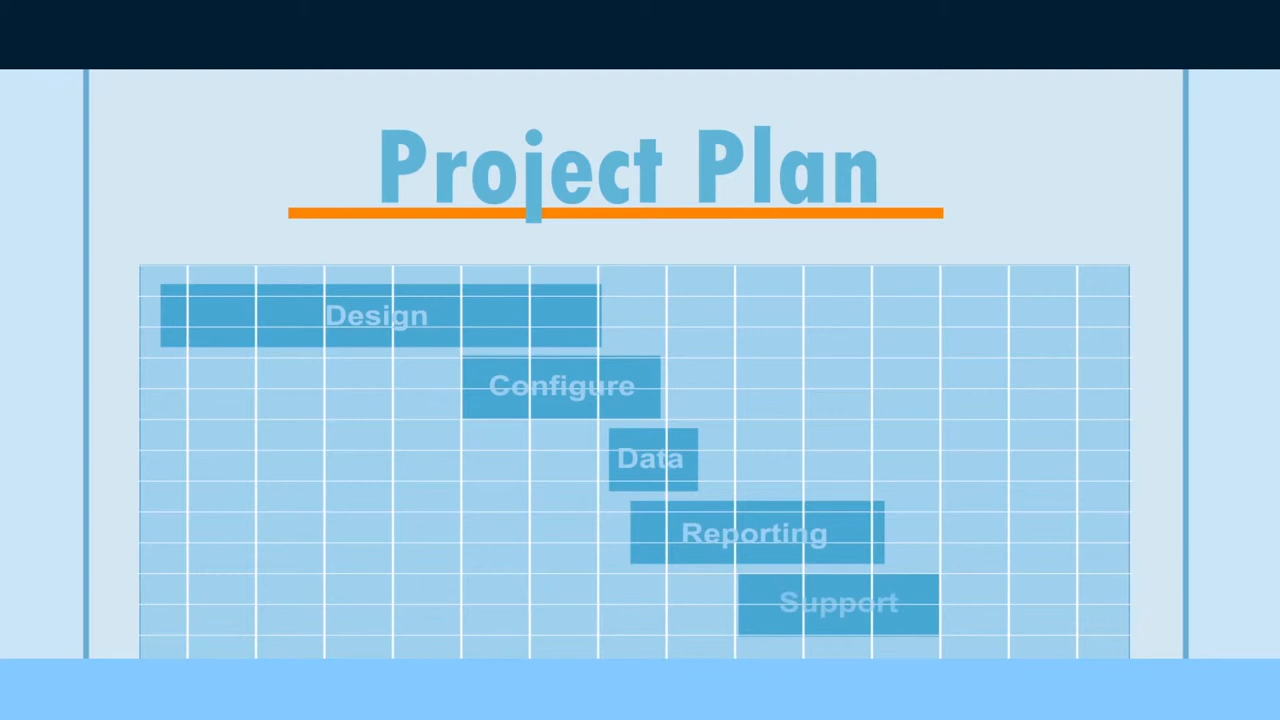 Project Plan
Design
Configure
Data
Reporting
Support